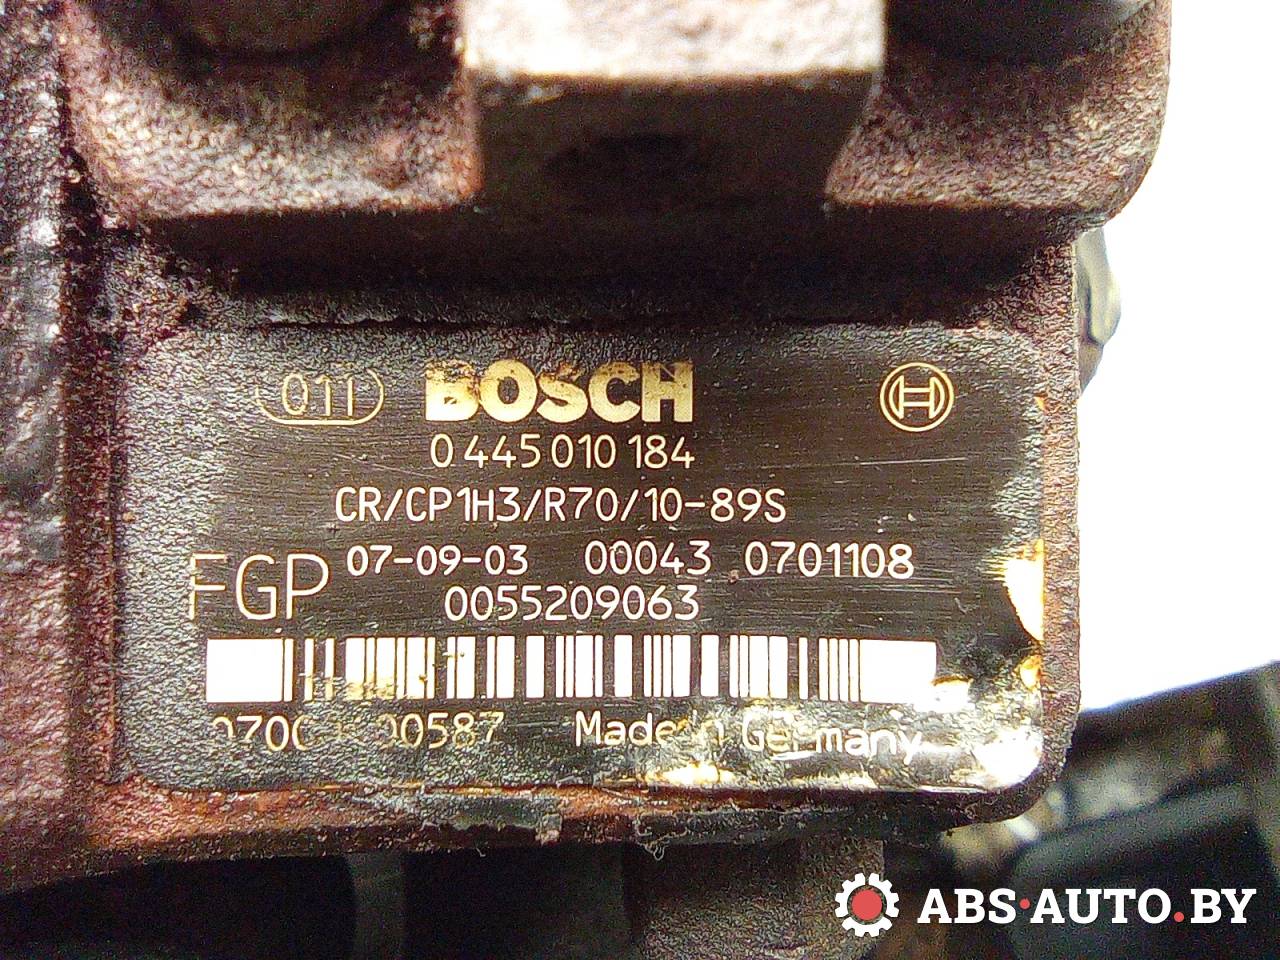 011 BOSCH
0 445 010 184
CR/CP1H3/R70/10-89S
FGP 07-09-03 00043 0701108
0055209063
Made in Germany
ABS·AUTO.BY